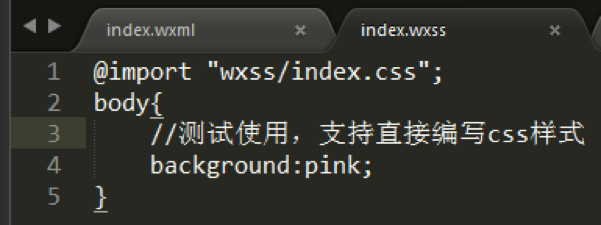 index.wxml × index.wxss ×
1 @import "wxss/index.css";
2 body{
3 //测试使用，支持直接编写css样式
4 background:pink;
5 }